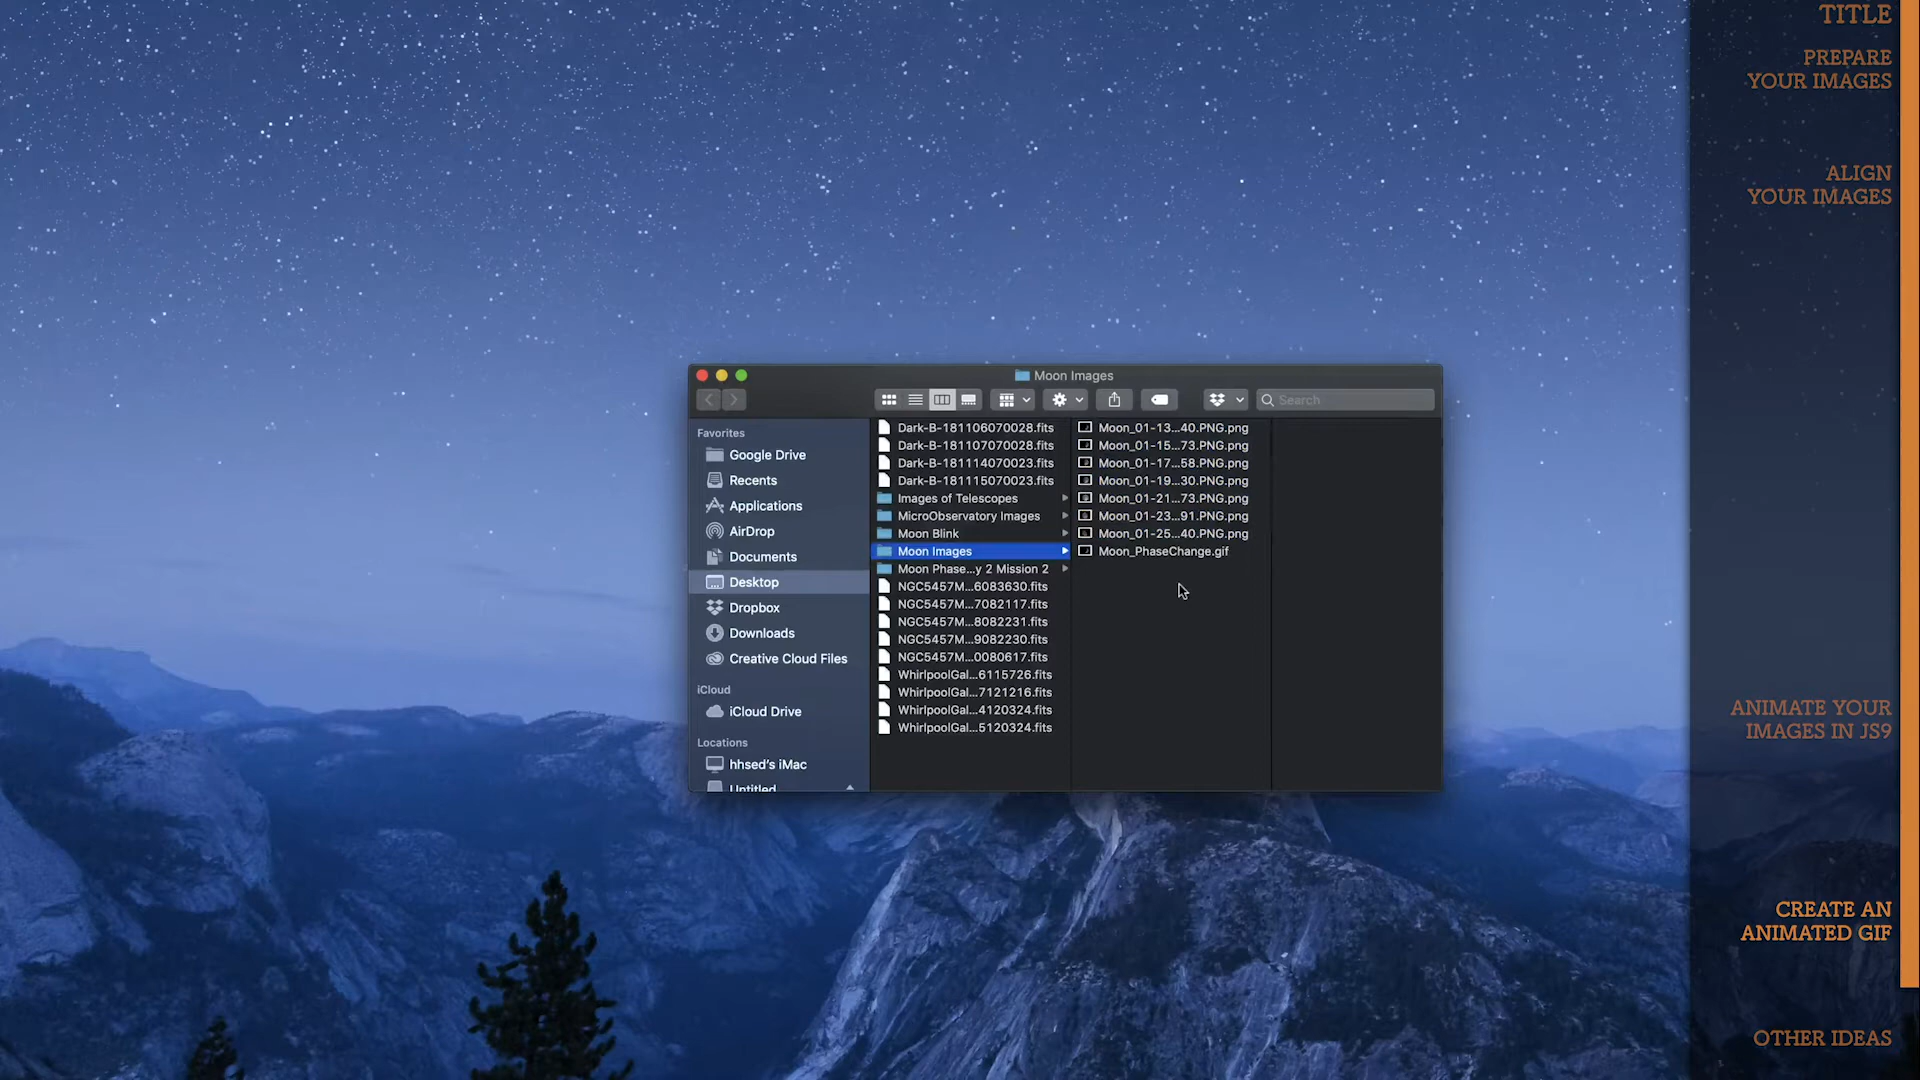 Moon Images
Search
Favorites
Google Drive
Recents
Applications
AirDrop
Documents
Desktop
Dropbox
Downloads
Creative Cloud Files
iCloud
iCloud Drive
Locations
hhsed's iMac
Untitled
Dark-B-181106070028.fits
Dark-B-181107070028.fits
Dark-B-181114070023.fits
Dark-B-181115070023.fits
Images of Telescopes
MicroObservatory Images
Moon Blink
Moon Images
Moon Phase...y 2 Mission 2
NGC5457M...6083630.fits
NGC5457M...7082117.fits
NGC5457M...8082231.fits
NGC5457M...9082230.fits
NGC5457M...0080617.fits
WhirlpoolGal...6115726.fits
WhirlpoolGal...7121216.fits
WhirlpoolGal...4120324.fits
WhirlpoolGal...5120324.fits
Moon_01-13...40.PNG.png
Moon_01-15...73.PNG.png
Moon_01-17...58.PNG.png
Moon_01-19...30.PNG.png
Moon_01-21...73.PNG.png
Moon_01-23...91.PNG.png
Moon_01-25...40.PNG.png
Moon_PhaseChange.gif
TITLE
PREPARE
YOUR IMAGES
ALIGN
YOUR IMAGES
ANIMATE YOUR
IMAGES IN JS9
CREATE AN
ANIMATED GIF
OTHER IDEAS